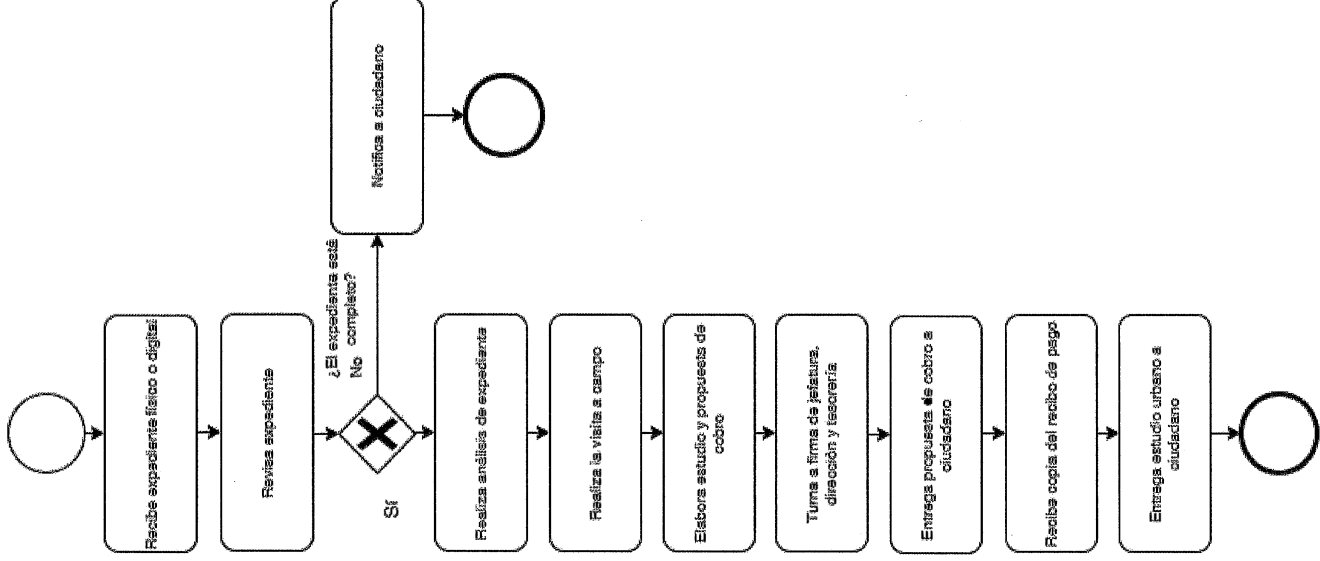 Recibe expediente físico o digital
Revisa expediente
¿El expediente está
No completo?
Notifica a ciudadano
Sí
Realiza análisis de expediente
Realiza la visita a campo
Elabora estudio y propuesta de
cobro
Turna a firma de jefatura,
dirección y tesorería
Entrega propuesta de cobro a
ciudadano
Recibe copia del recibo de pago
Entrega estudio urbano a
ciudadano